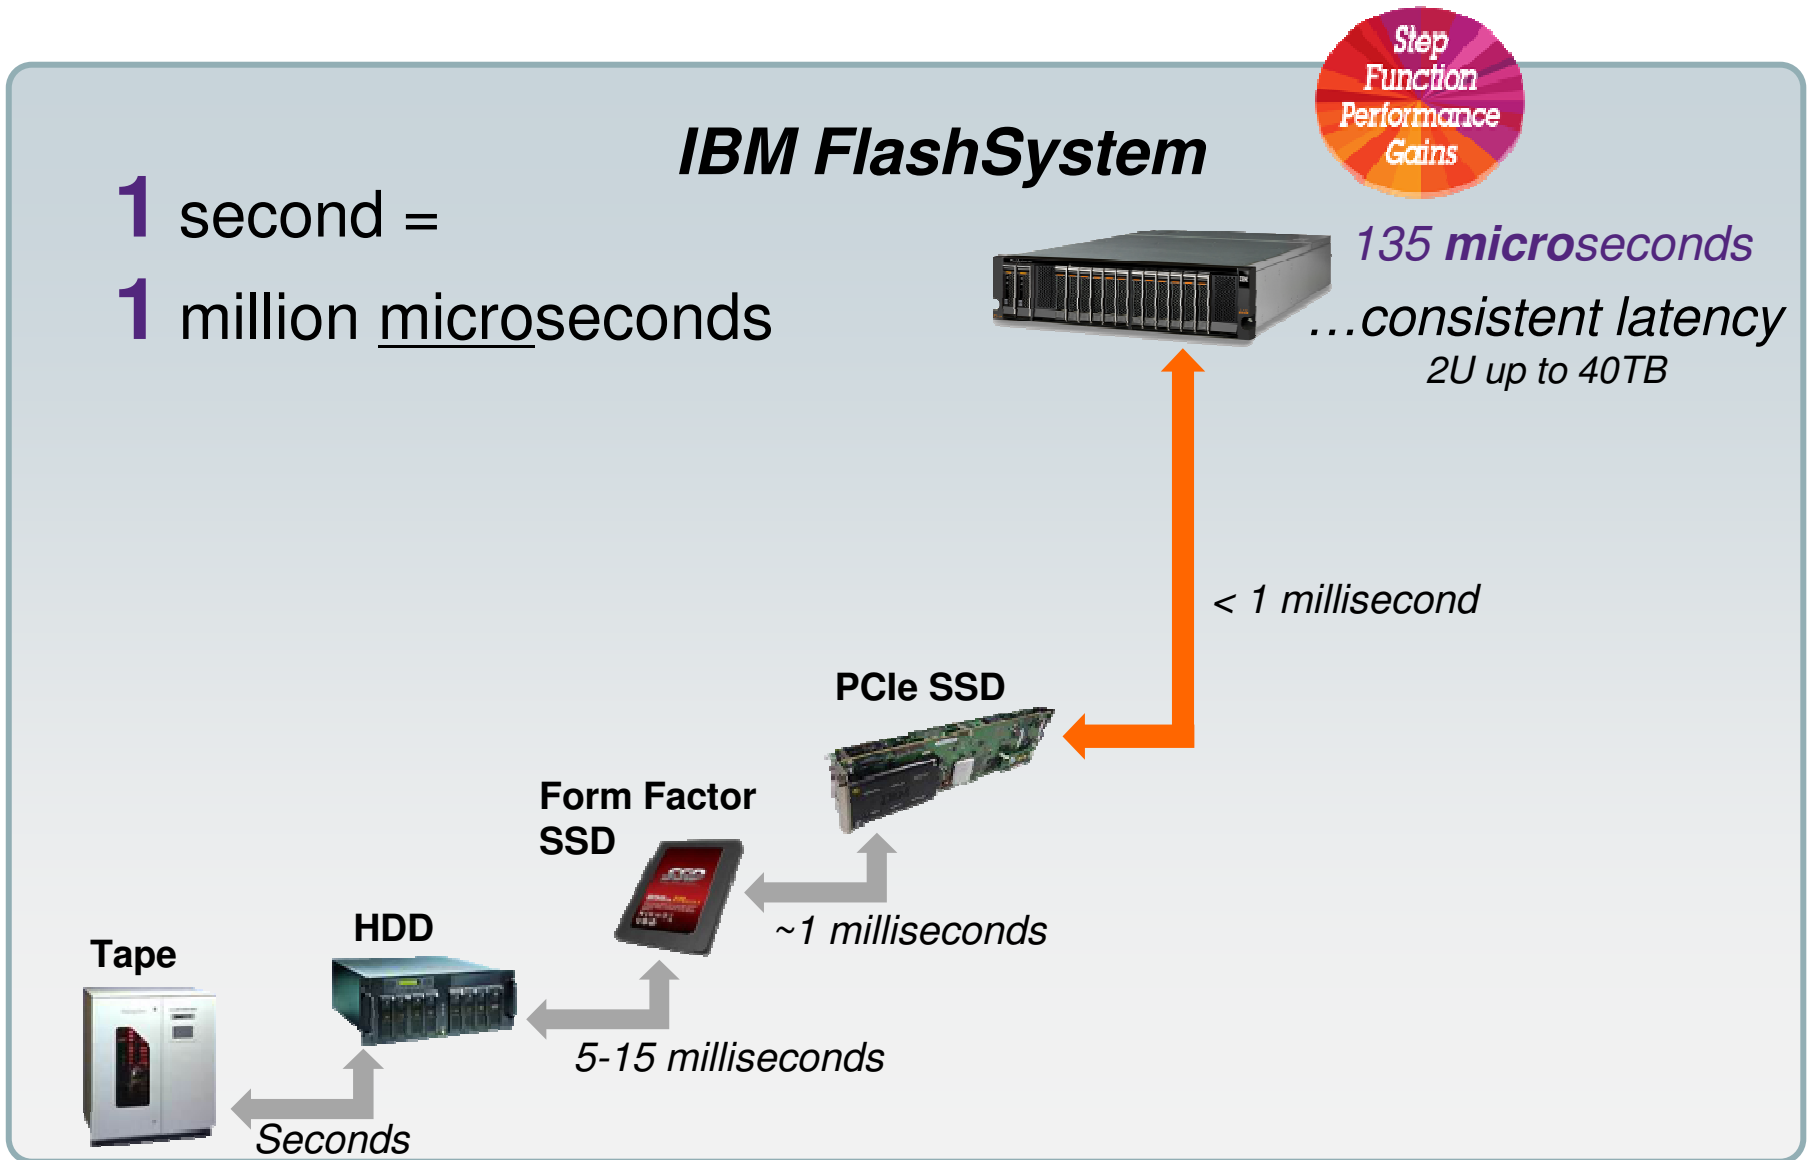 Step
Function
Performance
Gains
IBM FlashSystem
1 second =
1 million microseconds
135 microseconds
…consistent latency
2U up to 40TB
< 1 millisecond
PCIe SSD
Form Factor
SSD
SSD
~1 milliseconds
HDD
Tape
5-15 milliseconds
Seconds